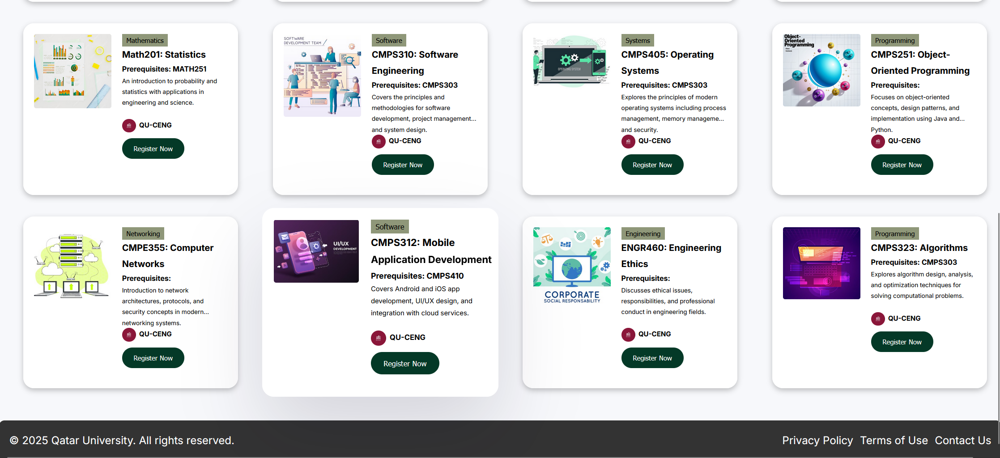 Mathematics
Math201: Statistics
Prerequisites: MATH251
An introduction to probability and
statistics with applications in
engineering and science.
QU-CENG
Register Now
SOFTWARE
DEVELOPMENT TEAM
Software
CMPS310: Software
Engineering
Prerequisites: CMPS303
Covers the principles and
methodologies for software
development, project management...
and system design.
QU-CENG
Register Now
OPERATING SYSTEM
Systems
CMPS405: Operating
Systems
Prerequisites: CMPS303
Explores the principles of modern
operating systems including process
management, memory manageme...
and security.
QU-CENG
Register Now
Object-
Oriented
Programming
Programming
CMPS251: Object-
Oriented Programming
Prerequisites:
Focuses on object-oriented
concepts, design patterns, and
implementation using Java and...
Python.
QU-CENG
Register Now
Networking
CMPE355: Computer
Networks
Prerequisites:
Introduction to network
architectures, protocols, and
security concepts in modern...
networking systems.
QU-CENG
Register Now
UI/UX
DEVELOPMENT
Software
CMPS312: Mobile
Application Development
Prerequisites: CMPS410
Covers Android and iOS app
development, UI/UX design, and
integration with cloud services.
QU-CENG
Register Now
CORPORATE
SOCIAL RESPONSABILITY
Engineering
ENGR460: Engineering
Ethics
Prerequisites:
Discusses ethical issues,
responsibilities, and professional
conduct in engineering fields.
QU-CENG
Register Now
Programming
CMPS323: Algorithms
Prerequisites: CMPS303
Explores algorithm design, analysis,
and optimization techniques for
solving computational problems.
QU-CENG
Register Now
© 2025 Qatar University. All rights reserved.
Privacy Policy Terms of Use Contact Us